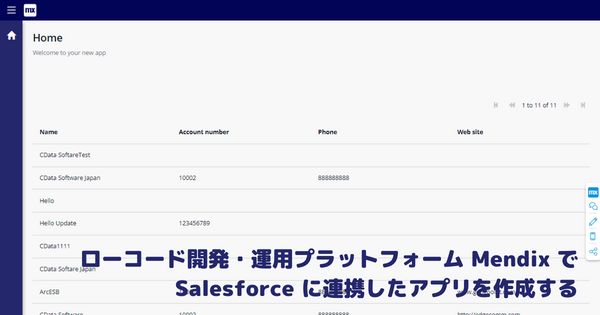 mx
Home
Welcome to your new app
1 to 11 of 11
Name Account number Phone Web site
CData SoftareTest
CData Software Japan 10002 888888888
Hello
Hello Update 123456789
mx
CData1111
ローコード開発・運用プラットフォーム Mendix で
CData Softare Japan
Salesforce に連携したアプリを作成する
ArcESB
CData Software 10002 888888888